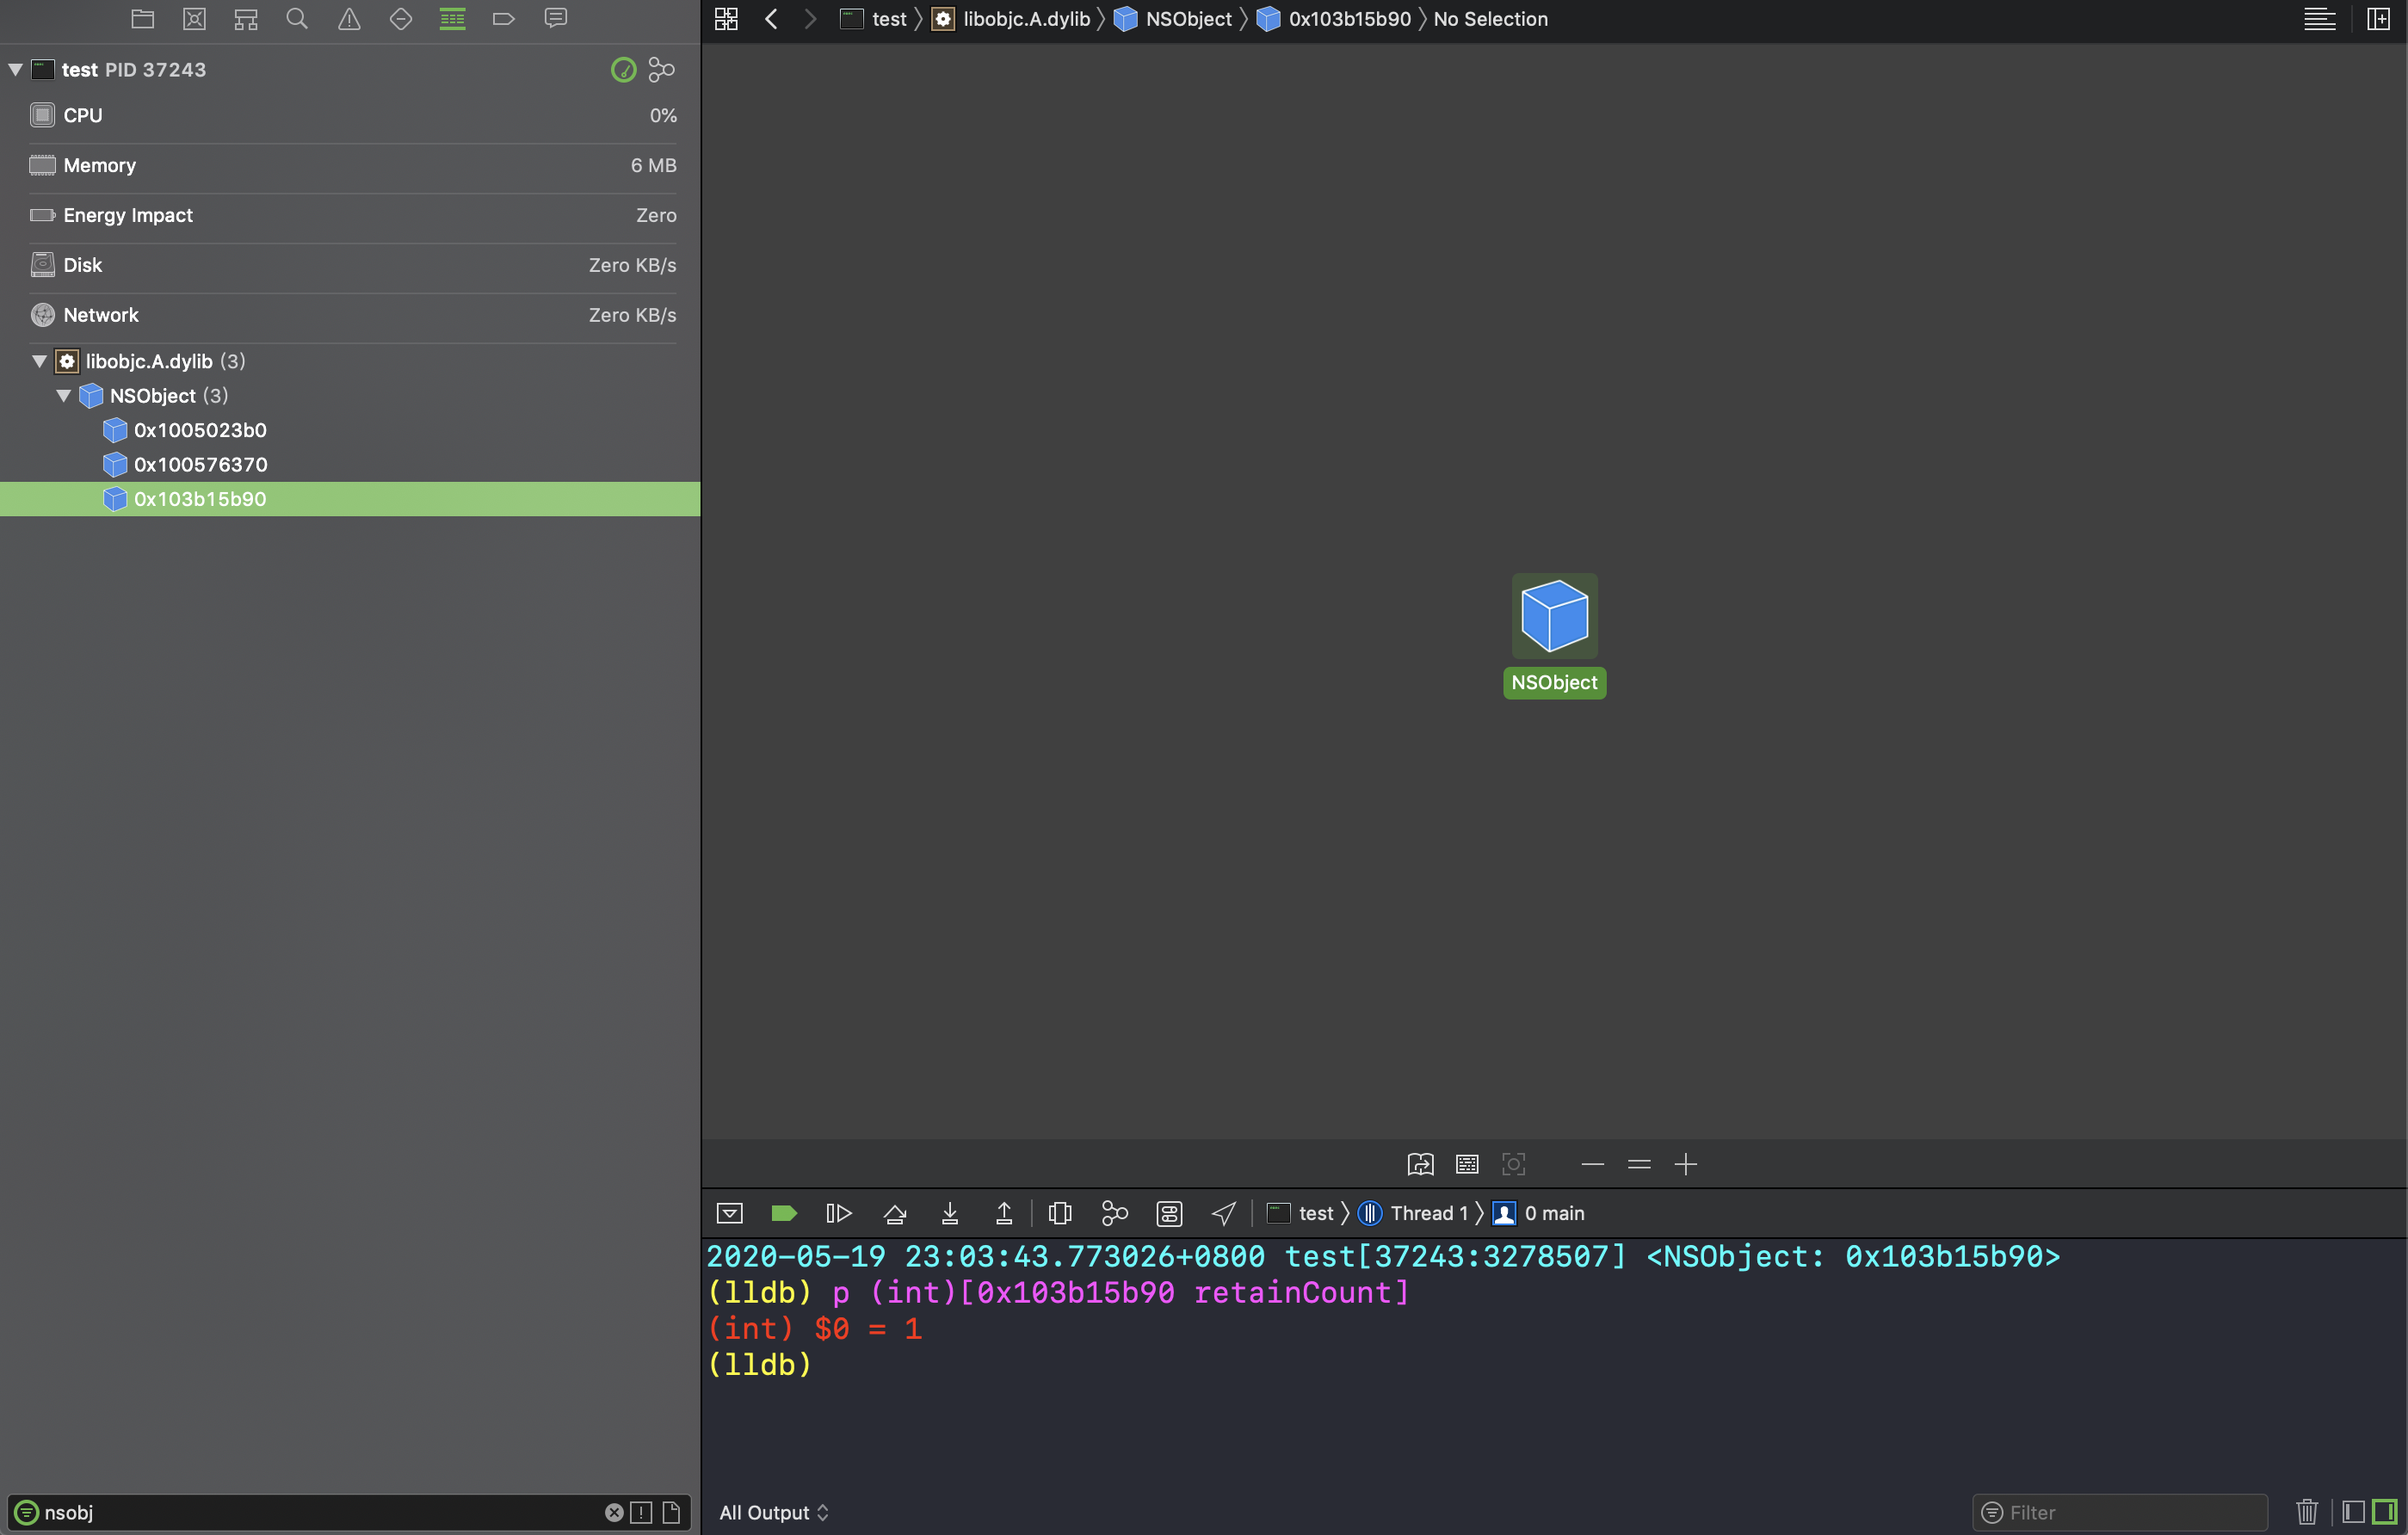 test PID 37243
CPU 0%
Memory 6 MB
Energy Impact Zero
Disk Zero KB/s
Network Zero KB/s
libobjc.A.dylib (3)
NSObject (3)
0x1005023b0
0x100576370
0x103b15b90
nsobj
test libobjc.A.dylib NSObject 0x103b15b90 No Selection
NSObject
test Thread 1 0 main
2020-05-19 23:03:43.773026+0800 test[37243:3278507] <NSObject: 0x103b15b90>
(lldb) p (int)[0x103b15b90 retainCount]
(int) $0 = 1
(lldb)
All Output
Filter